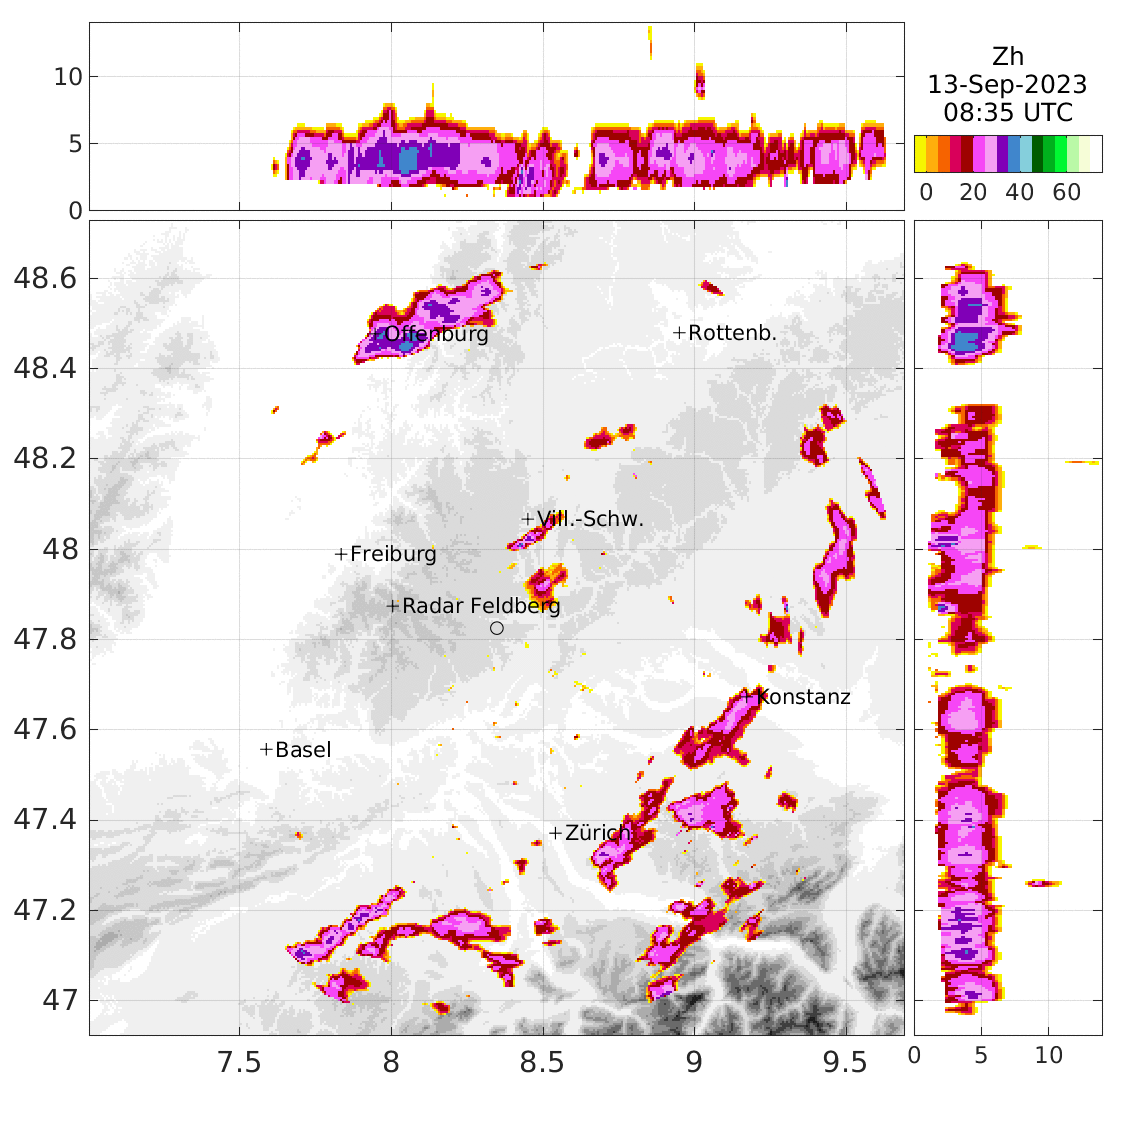 10
5
0
Zh
13-Sep-2023
08:35 UTC
0 20 40 60
48.6
48.4
48.2
48
47.8
47.6
47.4
47.2
47
Offenburg
Rottenb.
Vill.-Schw.
Freiburg
Radar Feldberg
Konstanz
Basel
Zürich
7.5 8 8.5 9 9.5
0 5 10